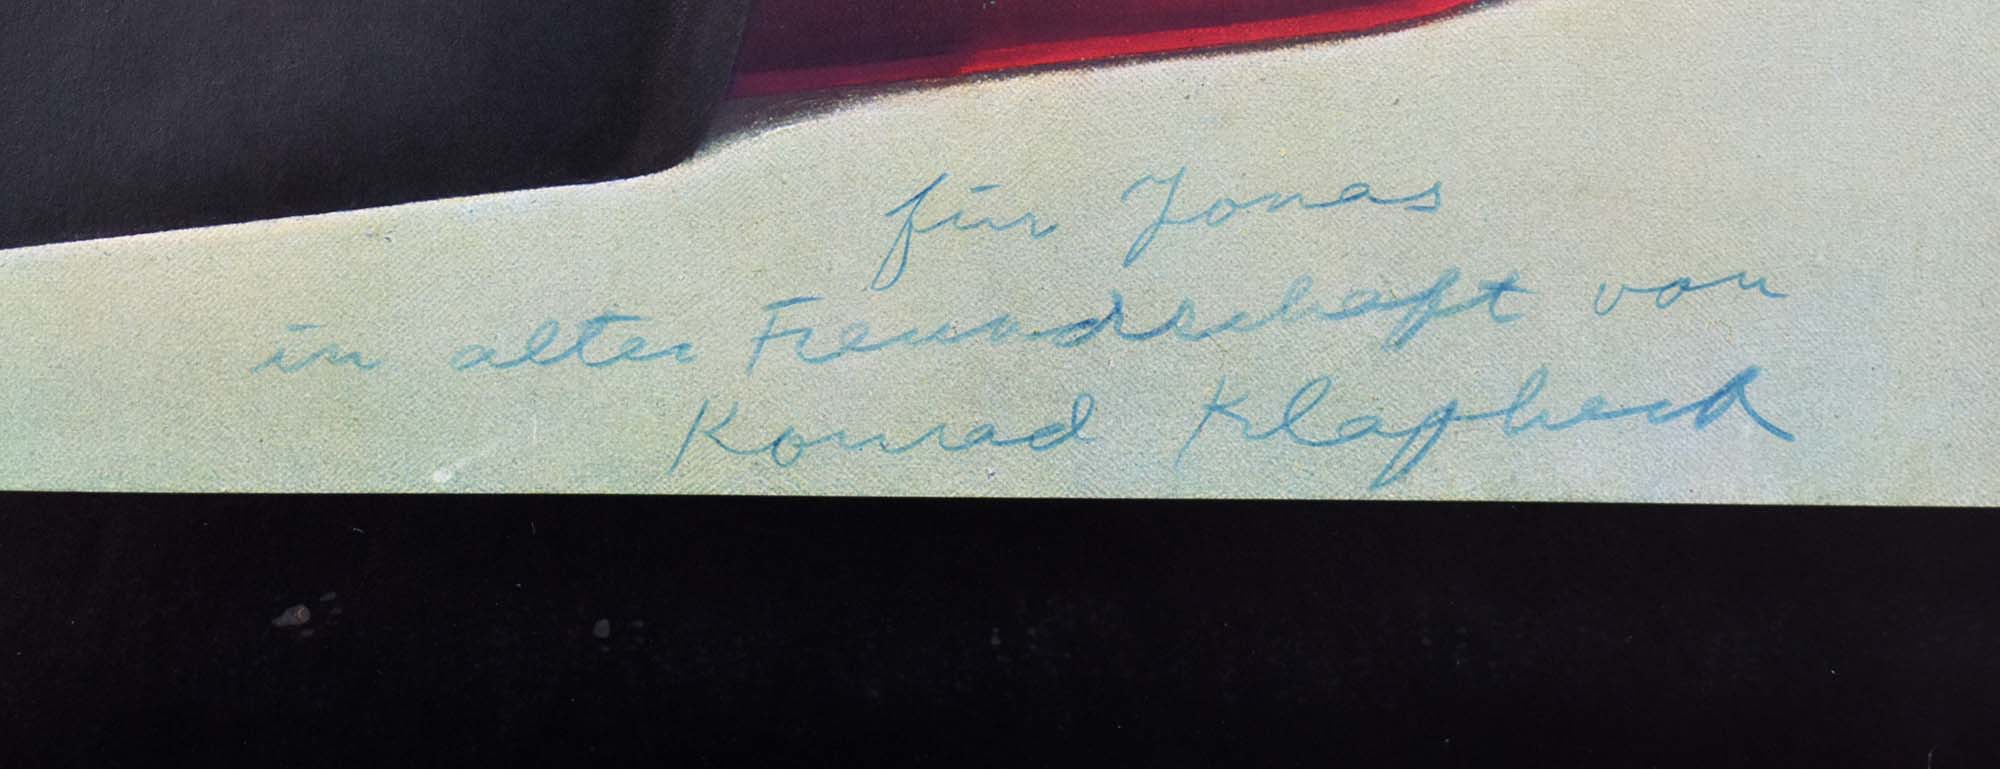 für Jonas
in alter Freundschaft von
Konrad Klapheck